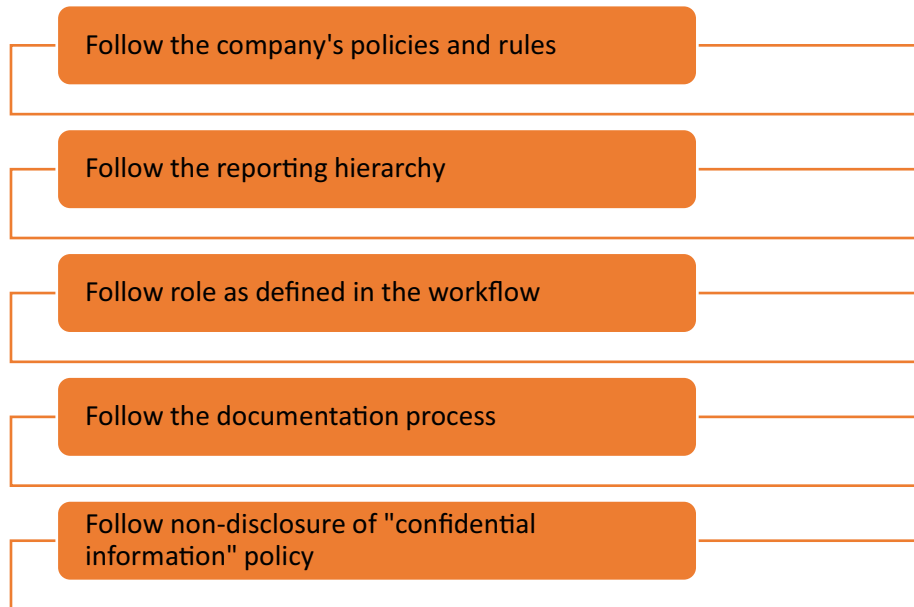 Follow the company's policies and rules
Follow the reporting hierarchy
Follow role as defined in the workflow
Follow the documentation process
Follow non-disclosure of "confidential
information" policy